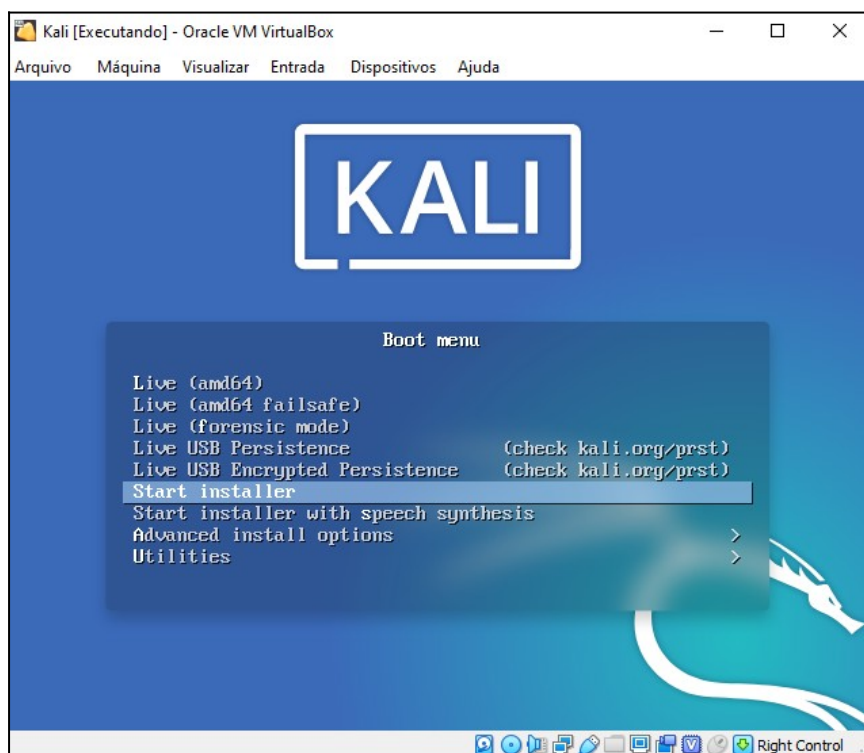 Kali [Executando] - Oracle VM VirtualBox
Arquivo Máquina Visualizar Entrada Dispositivos Ajuda
KALI
Boot menu
Live (amd64)
Live (amd64 failsafe)
Live (forensic mode)
Live USB Persistence (check kali.org/prst)
Live USB Encrypted Persistence (check kali.org/prst)
Start installer
Start installer with speech synthesis
Advanced install options >
Utilities >
Right Control